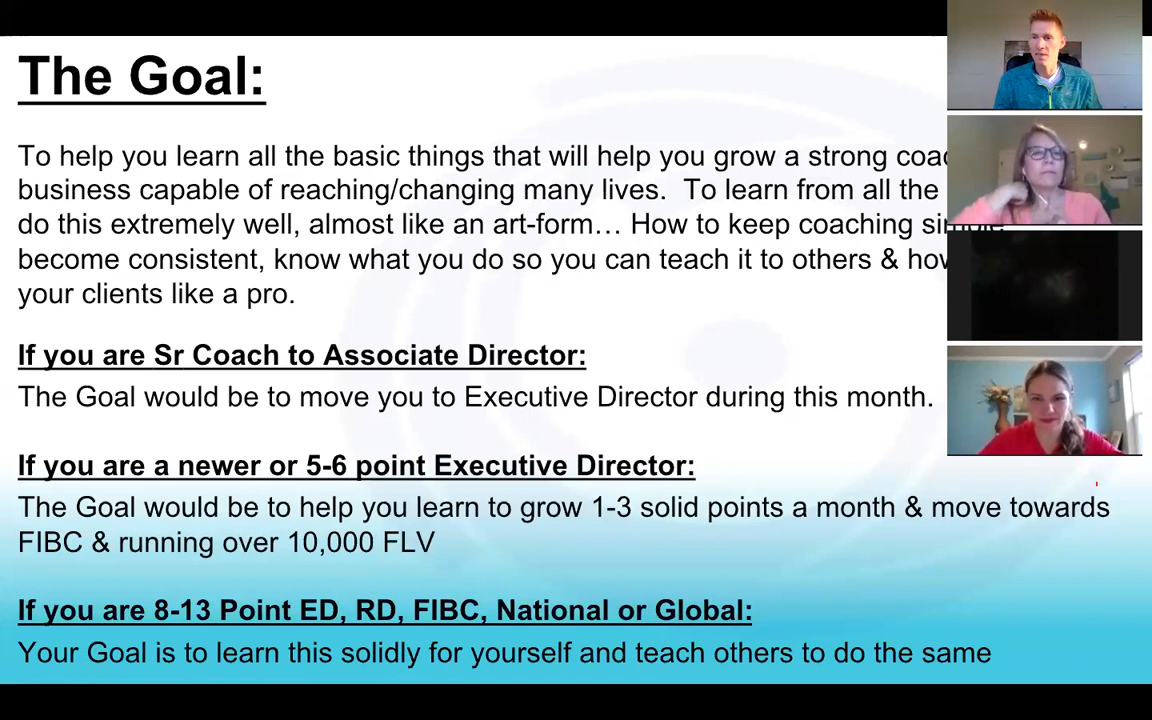 The Goal:
To help you learn all the basic things that will help you grow a strong
business capable of reaching/changing many lives. To learn from all the
do this extremely well, almost like an art-form… How to keep coaching simple
become consistent, know what you do so you can teach it to others &
your clients like a pro.
If you are Sr Coach to Associate Director:
The Goal would be to move you to Executive Director during this month.
If you are a newer or 5-6 point Executive Director:
The Goal would be to help you learn to grow 1-3 solid points a month & move towards
FIBC & running over 10,000 FLV
If you are 8-13 Point ED, RD, FIBC, National or Global:
Your Goal is to learn this solidly for yourself and teach others to do the same